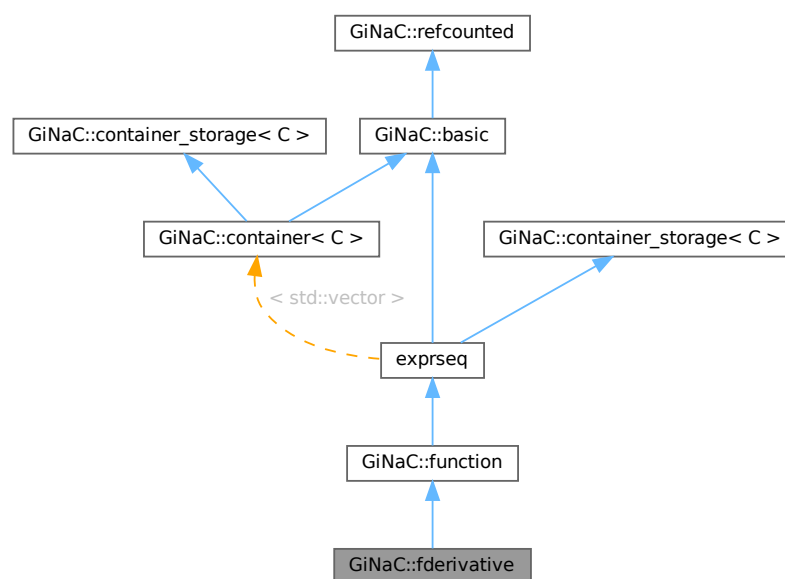 GiNaC::refcounted
GiNaC::container_storage< C >
GiNaC::basic
GiNaC::container< C >
GiNaC::container_storage< C >
< std::vector >
exprseq
GiNaC::function
GiNaC::fderivative